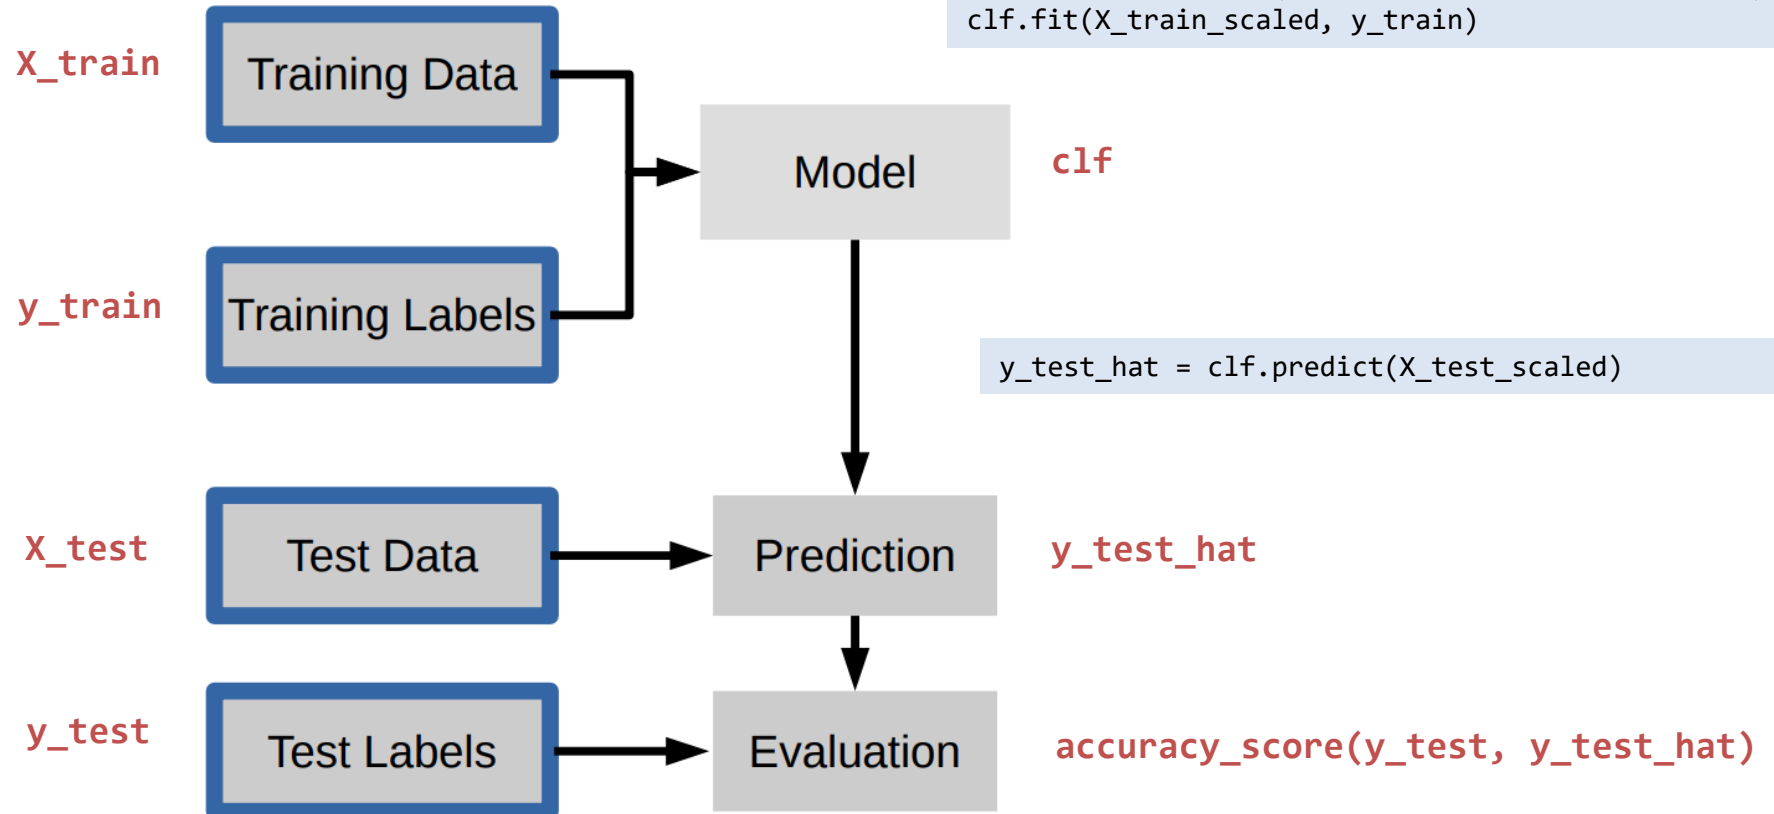 clf.fit(X_train_scaled, y_train)
X_train
Training Data
Model
clf
y_train
Training Labels
y_test_hat = clf.predict(X_test_scaled)
X_test
Test Data
Prediction
y_test_hat
y_test
Test Labels
Evaluation
accuracy_score(y_test, y_test_hat)